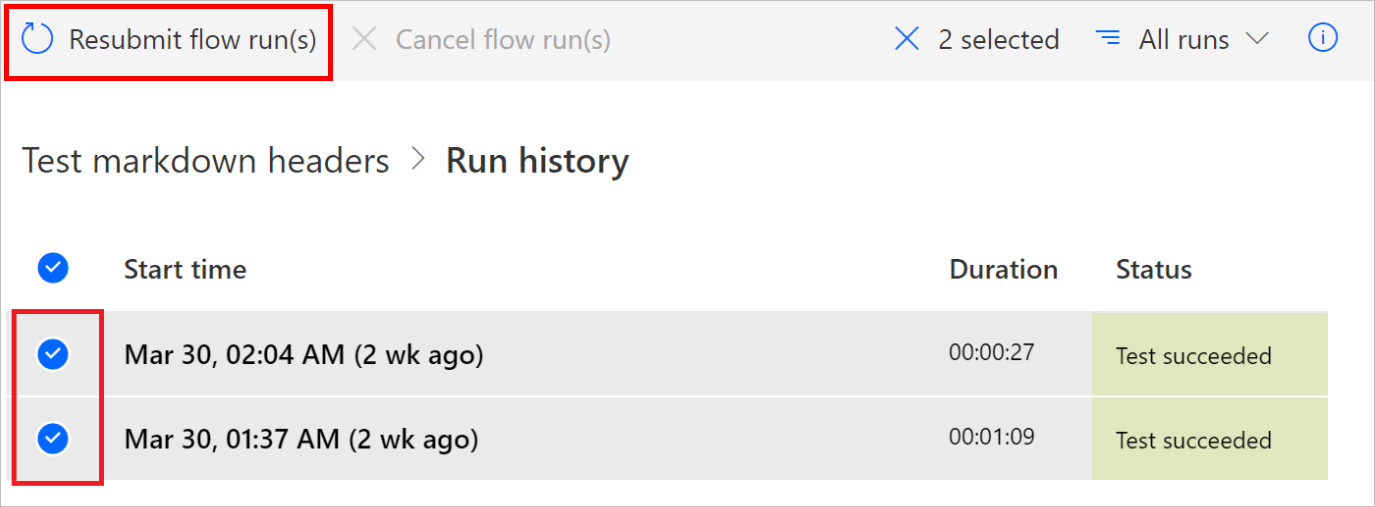 Resubmit flow run(s) Cancel flow run(s) 2 selected All runs
Test markdown headers > Run history
Start time Duration Status
Mar 30, 02:04 AM (2 wk ago) 00:00:27 Test succeeded
Mar 30, 01:37 AM (2 wk ago) 00:01:09 Test succeeded